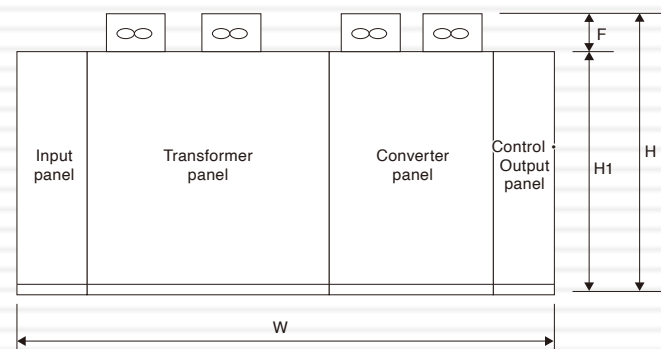 F
H
H1
Input
panel
Transformer
panel
Converter
panel
Control ・
Output
panel
W